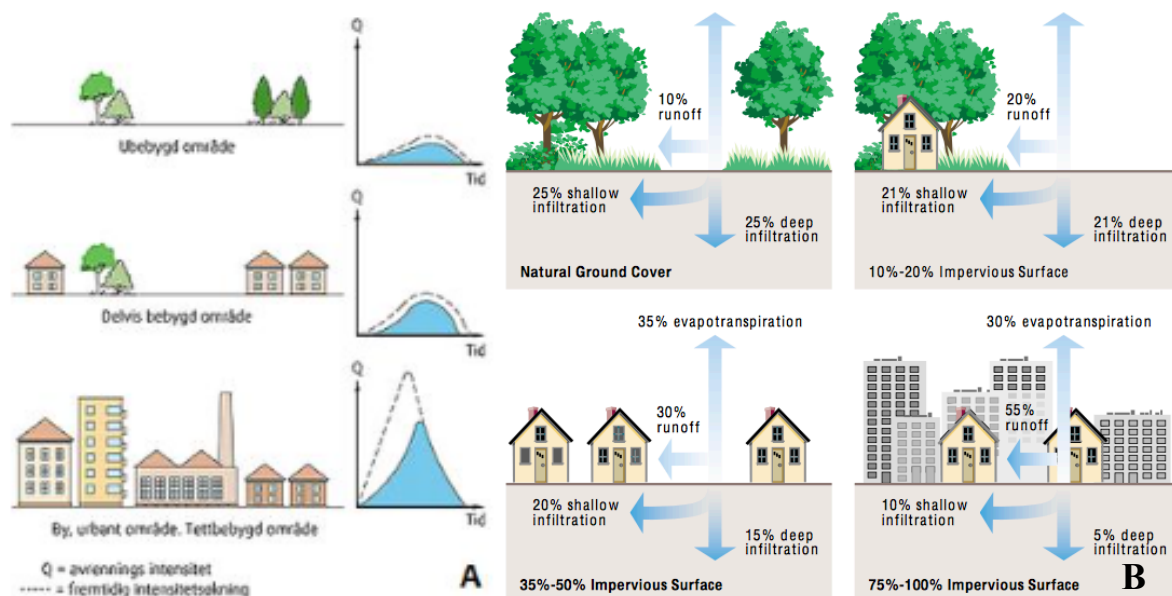 Q
Tid
Ubebygd område
Q
Tid
Delvis bebygd område
Q
Tid
By, urbant område. Tettbebygd område
Q = avrennings intensitet
---- = fremtidig intensitetsøkning
A
10%
runoff
25% shallow
infiltration
25% deep
infiltration
Natural Ground Cover
20%
runoff
21% shallow
infiltration
21% deep
infiltration
10%-20% Impervious Surface
35% evapotranspiration
30%
runoff
20% shallow
infiltration
15% deep
infiltration
35%-50% Impervious Surface
30% evapotranspiration
55%
runoff
10% shallow
infiltration
5% deep
infiltration
75%-100% Impervious Surface
B